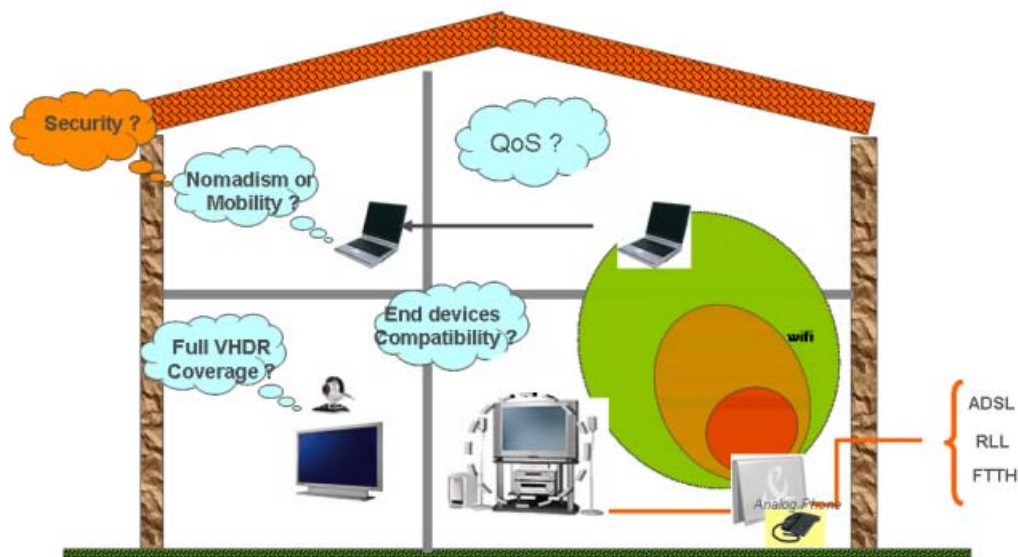 Security ?
QoS ?
Nomadism or
Mobility ?
End devices
Compatibility ?
wifi
Full VHDR
Coverage ?
ADSL
RLL
FTTH
Analog Phone